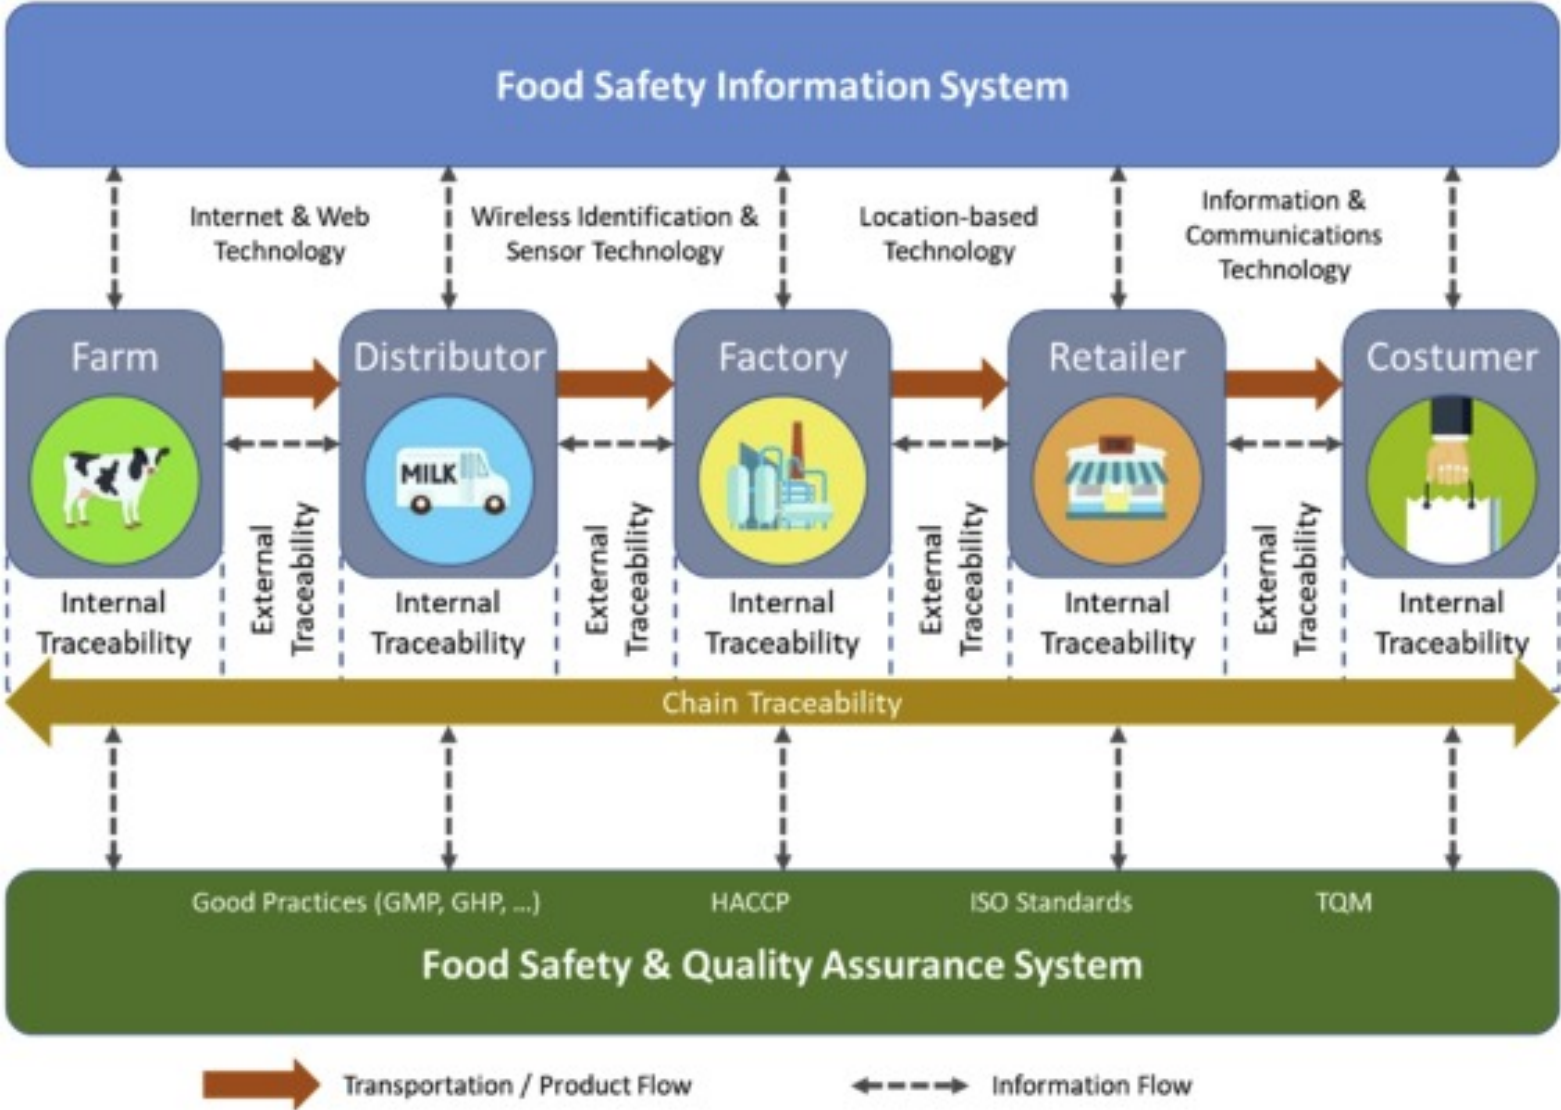 Food Safety Information System
Internet & Web
Technology
Wireless Identification &
Sensor Technology
Location-based
Technology
Information &
Communications
Technology
Farm
Distributor
Factory
Retailer
Costumer
MILK
Internal
Traceability
External
Traceability
Internal
Traceability
External
Traceability
Internal
Traceability
External
Traceability
Internal
Traceability
External
Traceability
Internal
Traceability
Chain Traceability
Good Practices (GMP, GHP, ...)
HACCP
ISO Standards
TQM
Food Safety & Quality Assurance System
Transportation / Product Flow
Information Flow